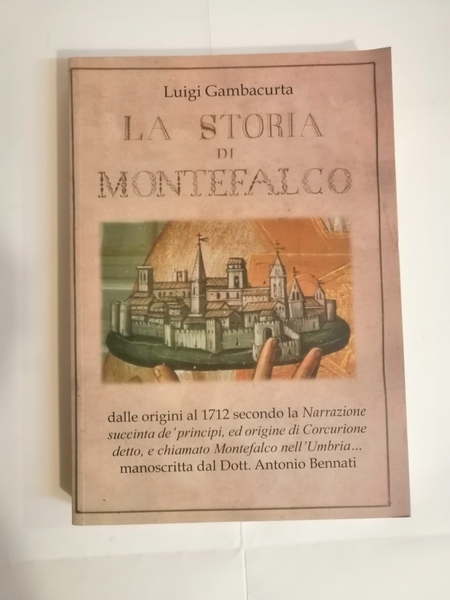 Luigi Gambacurta
LA STORIA
DI
MONTEFALCO
dalle origini al 1712 secondo la Narrazione
succinta de' principi, ed origine di Corcurione
detto, e chiamato Montefalco nell'Umbria...
manoscritta dal Dott. Antonio Bennati